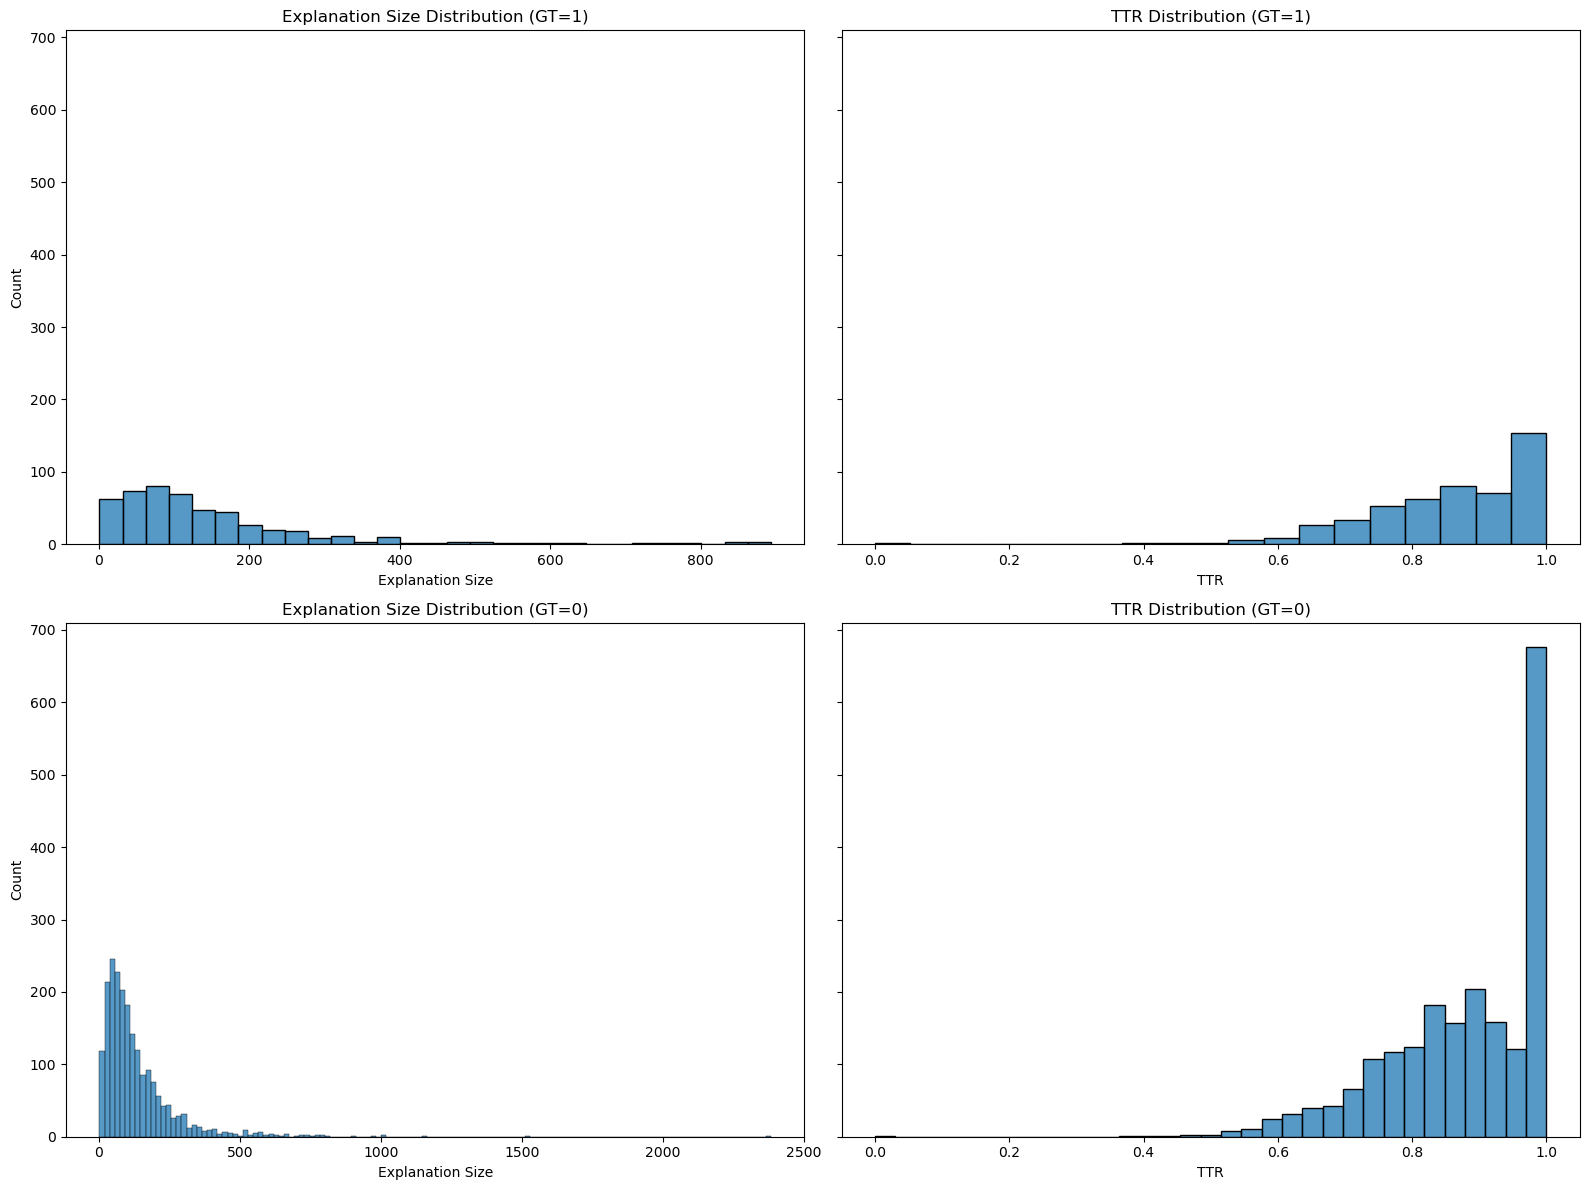 Explanation Size Distribution (GT=1)
700
600
500
400
300
200
100
0
Count
0 200 400 600 800
Explanation Size
TTR Distribution (GT=1)
0.0 0.2 0.4 0.6 0.8 1.0
TTR
Explanation Size Distribution (GT=0)
700
600
500
400
300
200
100
0
Count
0 500 1000 1500 2000 2500
Explanation Size
TTR Distribution (GT=0)
0.0 0.2 0.4 0.6 0.8 1.0
TTR